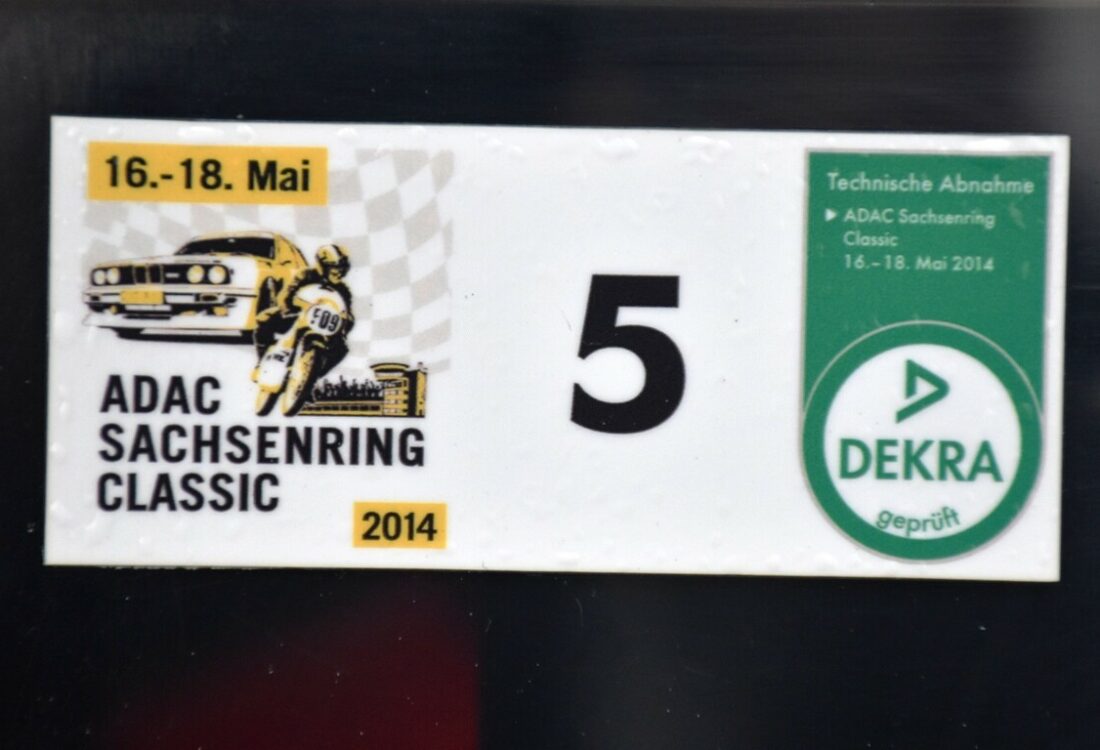 16.-18. Mai
509
ADAC
SACHSENRING
CLASSIC
2014
5
Technische Abnahme
ADAC Sachsenring
Classic
16.–18. Mai 2014
DEKRA
geprüft